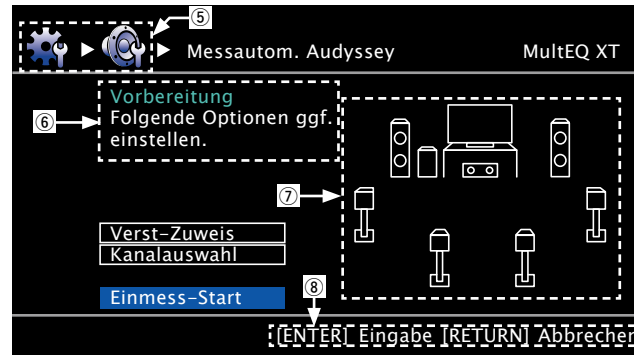 ⑤
Messautom. Audyssey MultEQ XT
⑥
Vorbereitung
Folgende Optionen ggf.
einstellen.
⑦
Verst–Zuweis
Kanalauswahl
⑧
Einmess–Start
[ENTER] Eingabe [RETURN] Abbrechen